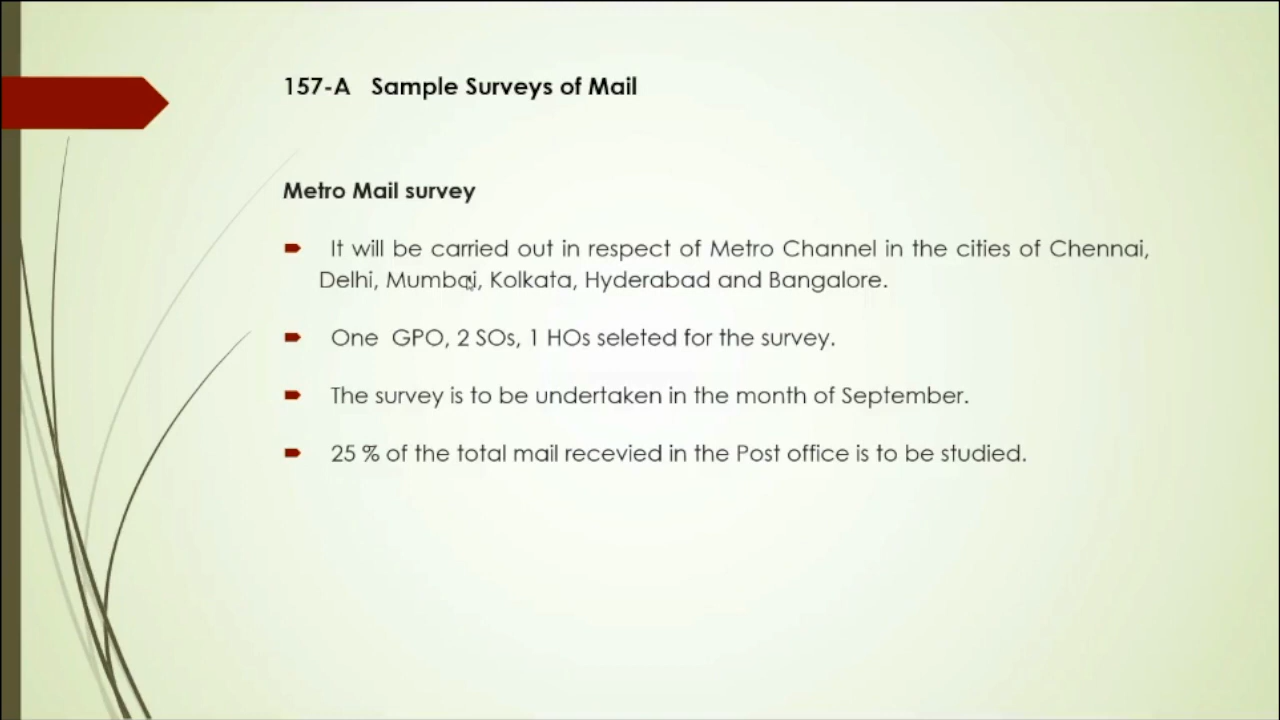 157-A Sample Surveys of Mail
Metro Mail survey
It will be carried out in respect of Metro Channel in the cities of Chennai,
Delhi, Mumbai, Kolkata, Hyderabad and Bangalore.
One GPO, 2 SOs, 1 HOs seleted for the survey.
The survey is to be undertaken in the month of September.
25 % of the total mail recevied in the Post office is to be studied.